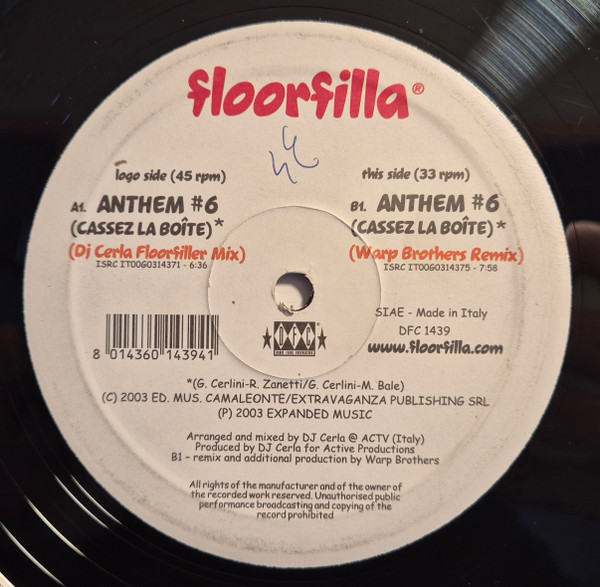 floorfilla®
logo side (45 rpm)
A1. ANTHEM #6
(CASSEZ LA BOÎTE)*
(Dj Cerla Floorfiller Mix)
ISRC IT00G0314371 - 6:36
this side (33 rpm)
B1. ANTHEM #6
(CASSEZ LA BOÎTE)*
(Warp Brothers Remix)
ISRC IT00G0314375 - 7:58
8 014360 143941
DFC
SIAE - Made in Italy
DFC 1439
www.floorfilla.com
*(G. Cerlini-R. Zanetti/G. Cerlini-M. Bale)
(C) 2003 ED. MUS. CAMALEONTE/EXTRAVAGANZA PUBLISHING SRL
(P) 2003 EXPANDED MUSIC
Arranged and mixed by DJ Cerla @ ACTV (Italy)
Produced by DJ Cerla for Active Productions
B1 – remix and additional production by Warp Brothers
All rights of the manufacturer and of the owner of
the recorded work reserved. Unauthorised public
performance broadcasting and copying of the
record prohibited